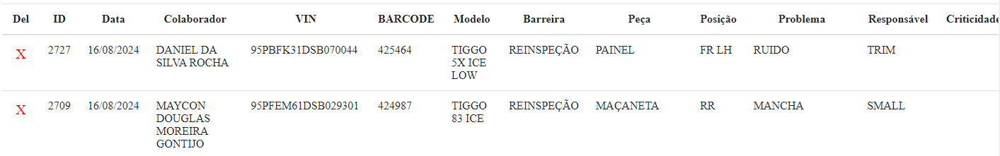 Del ID Data Colaborador VIN BARCODE Modelo Barreira Peça Posição Problema Responsável Criticidade
X 2727 16/08/2024 DANIEL DA 95PBFK31DSB070044 425464 TIGGO REINSPEÇÃO PAINEL FR LH RUIDO TRIM
SILVA ROCHA 5X ICE
LOW
X 2709 16/08/2024 MAYCON 95PFEM61DSB029301 424987 TIGGO REINSPEÇÃO MAÇANETA RR MANCHA SMALL
DOUGLAS 83 ICE
MOREIRA
GONTIJO